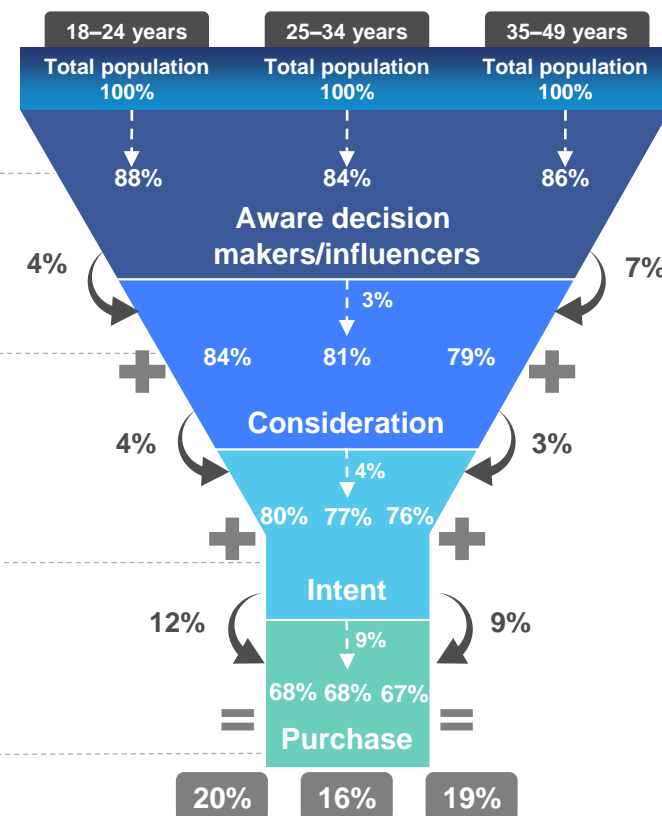 18–24 years 25–34 years 35–49 years
Total population Total population Total population
100% 100% 100%
88% 84% 86%
Aware decision
makers/influencers
4% 7%
3%
84% 81% 79%
Consideration
4% 3%
4%
80% 77% 76%
Intent
12% 9%
9%
68% 68% 67%
= =
Purchase
20% 16% 19%